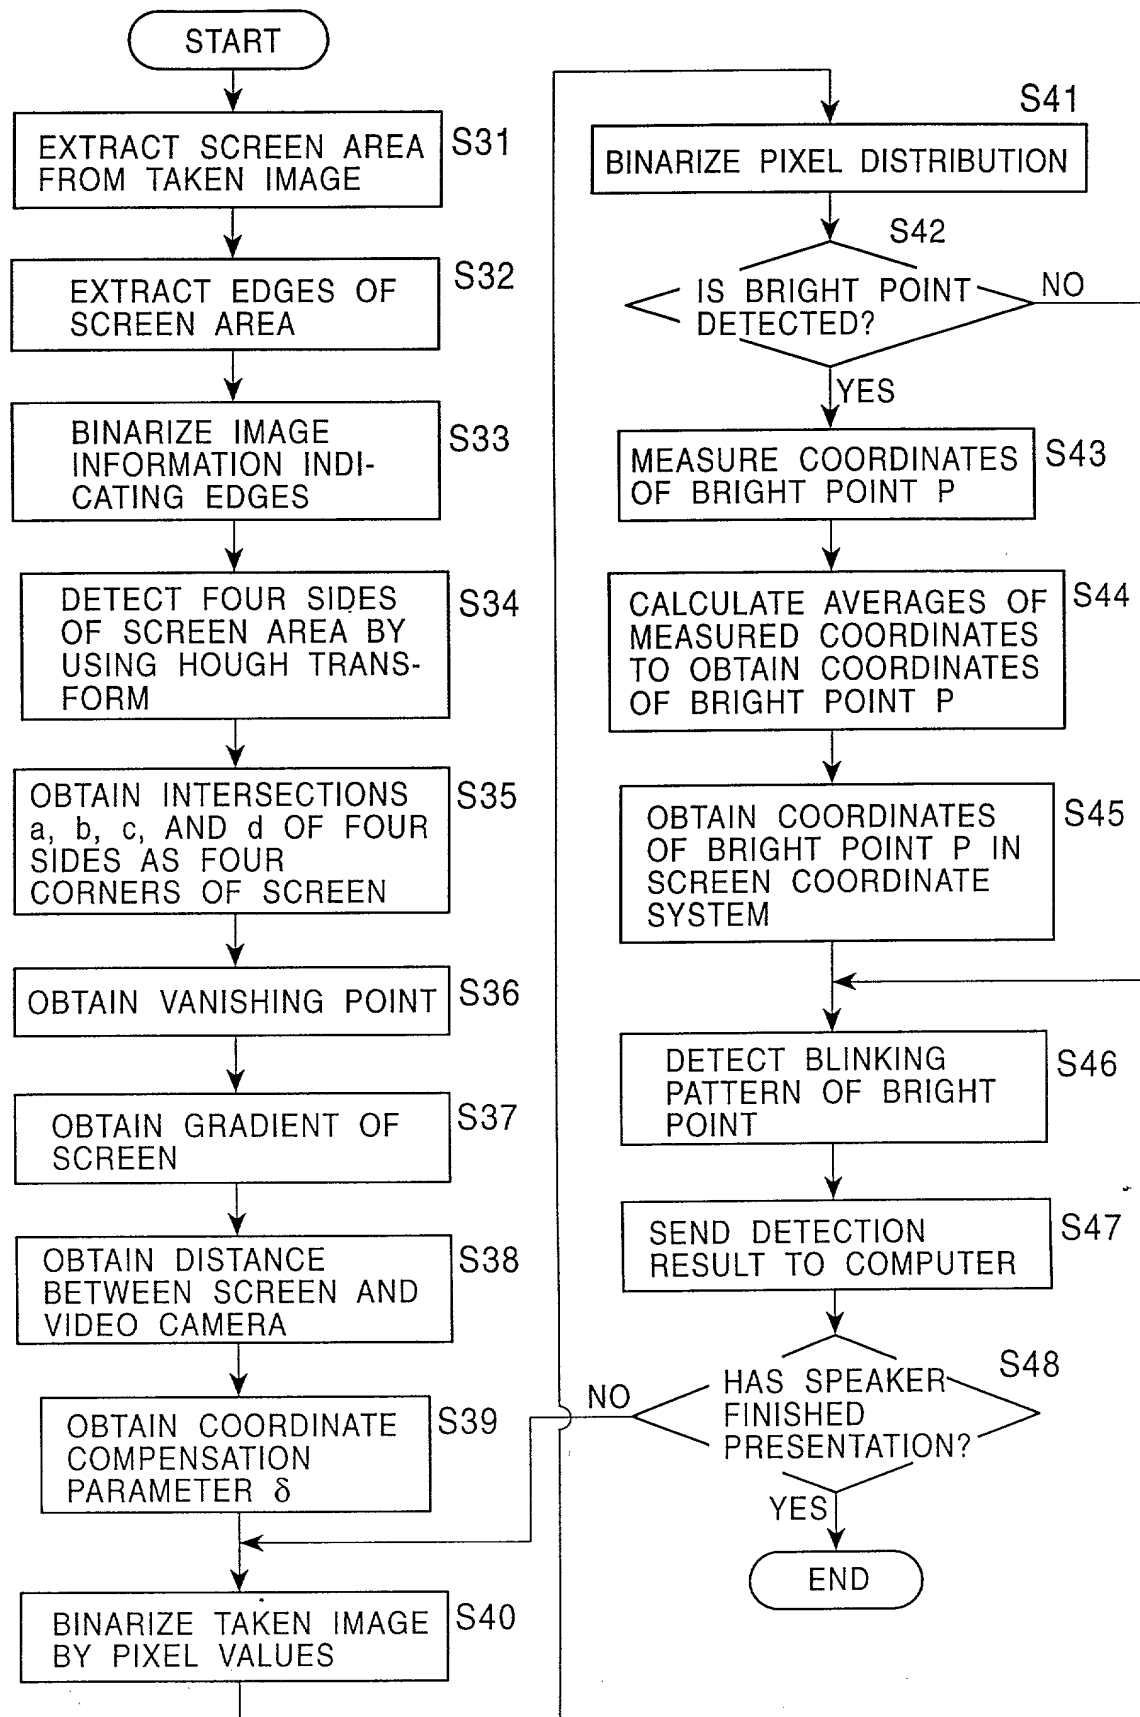 START
EXTRACT SCREEN AREA
FROM TAKEN IMAGE
S31
EXTRACT EDGES OF
SCREEN AREA
S32
BINARIZE IMAGE
INFORMATION INDI-
CATING EDGES
S33
DETECT FOUR SIDES
OF SCREEN AREA BY
USING HOUGH TRANS-
FORM
S34
OBTAIN INTERSECTIONS
a, b, c, AND d OF FOUR
SIDES AS FOUR
CORNERS OF SCREEN
S35
OBTAIN VANISHING POINT
S36
OBTAIN GRADIENT OF
SCREEN
S37
OBTAIN DISTANCE
BETWEEN SCREEN AND
VIDEO CAMERA
S38
OBTAIN COORDINATE
COMPENSATION
PARAMETER δ
S39
BINARIZE TAKEN IMAGE
BY PIXEL VALUES
S40
S41
BINARIZE PIXEL DISTRIBUTION
S42
IS BRIGHT POINT
DETECTED?
NO
YES
MEASURE COORDINATES
OF BRIGHT POINT P
S43
CALCULATE AVERAGES OF
MEASURED COORDINATES
TO OBTAIN COORDINATES
OF BRIGHT POINT P
S44
OBTAIN COORDINATES
OF BRIGHT POINT P IN
SCREEN COORDINATE
SYSTEM
S45
DETECT BLINKING
PATTERN OF BRIGHT
POINT
S46
SEND DETECTION
RESULT TO COMPUTER
S47
HAS SPEAKER
FINISHED
PRESENTATION?
S48
NO
YES
END